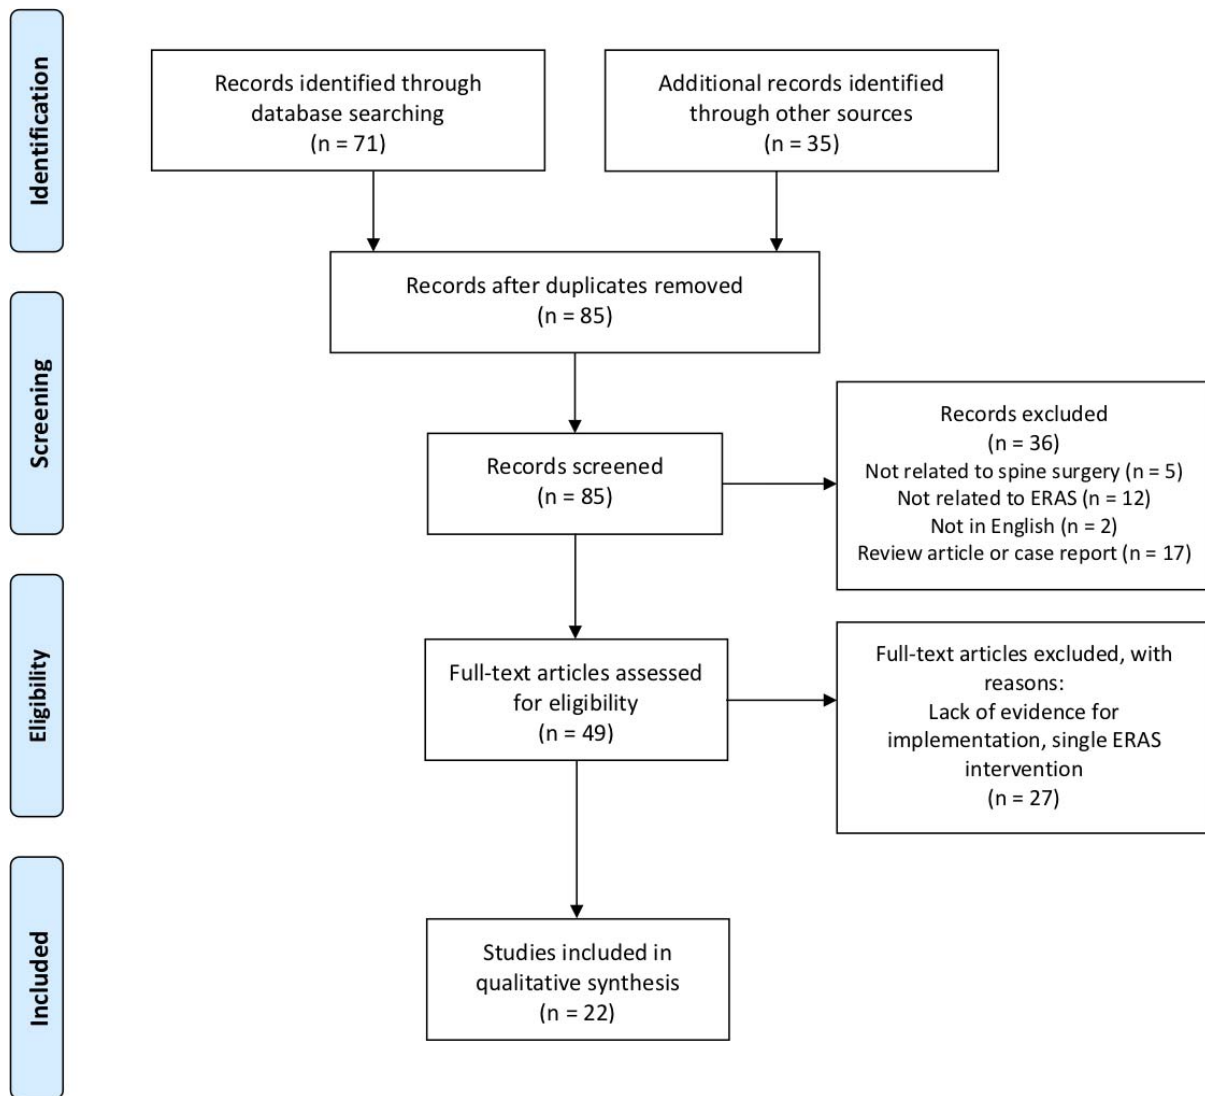 Identification
Records identified through
database searching
(n = 71)
Additional records identified
through other sources
(n = 35)
Records after duplicates removed
(n = 85)
Screening
Records screened
(n = 85)
Records excluded
(n = 36)
Not related to spine surgery (n = 5)
Not related to ERAS (n = 12)
Not in English (n = 2)
Review article or case report (n = 17)
Eligibility
Full-text articles assessed
for eligibility
(n = 49)
Full-text articles excluded, with
reasons:
Lack of evidence for
implementation, single ERAS
intervention
(n = 27)
Included
Studies included in
qualitative synthesis
(n = 22)